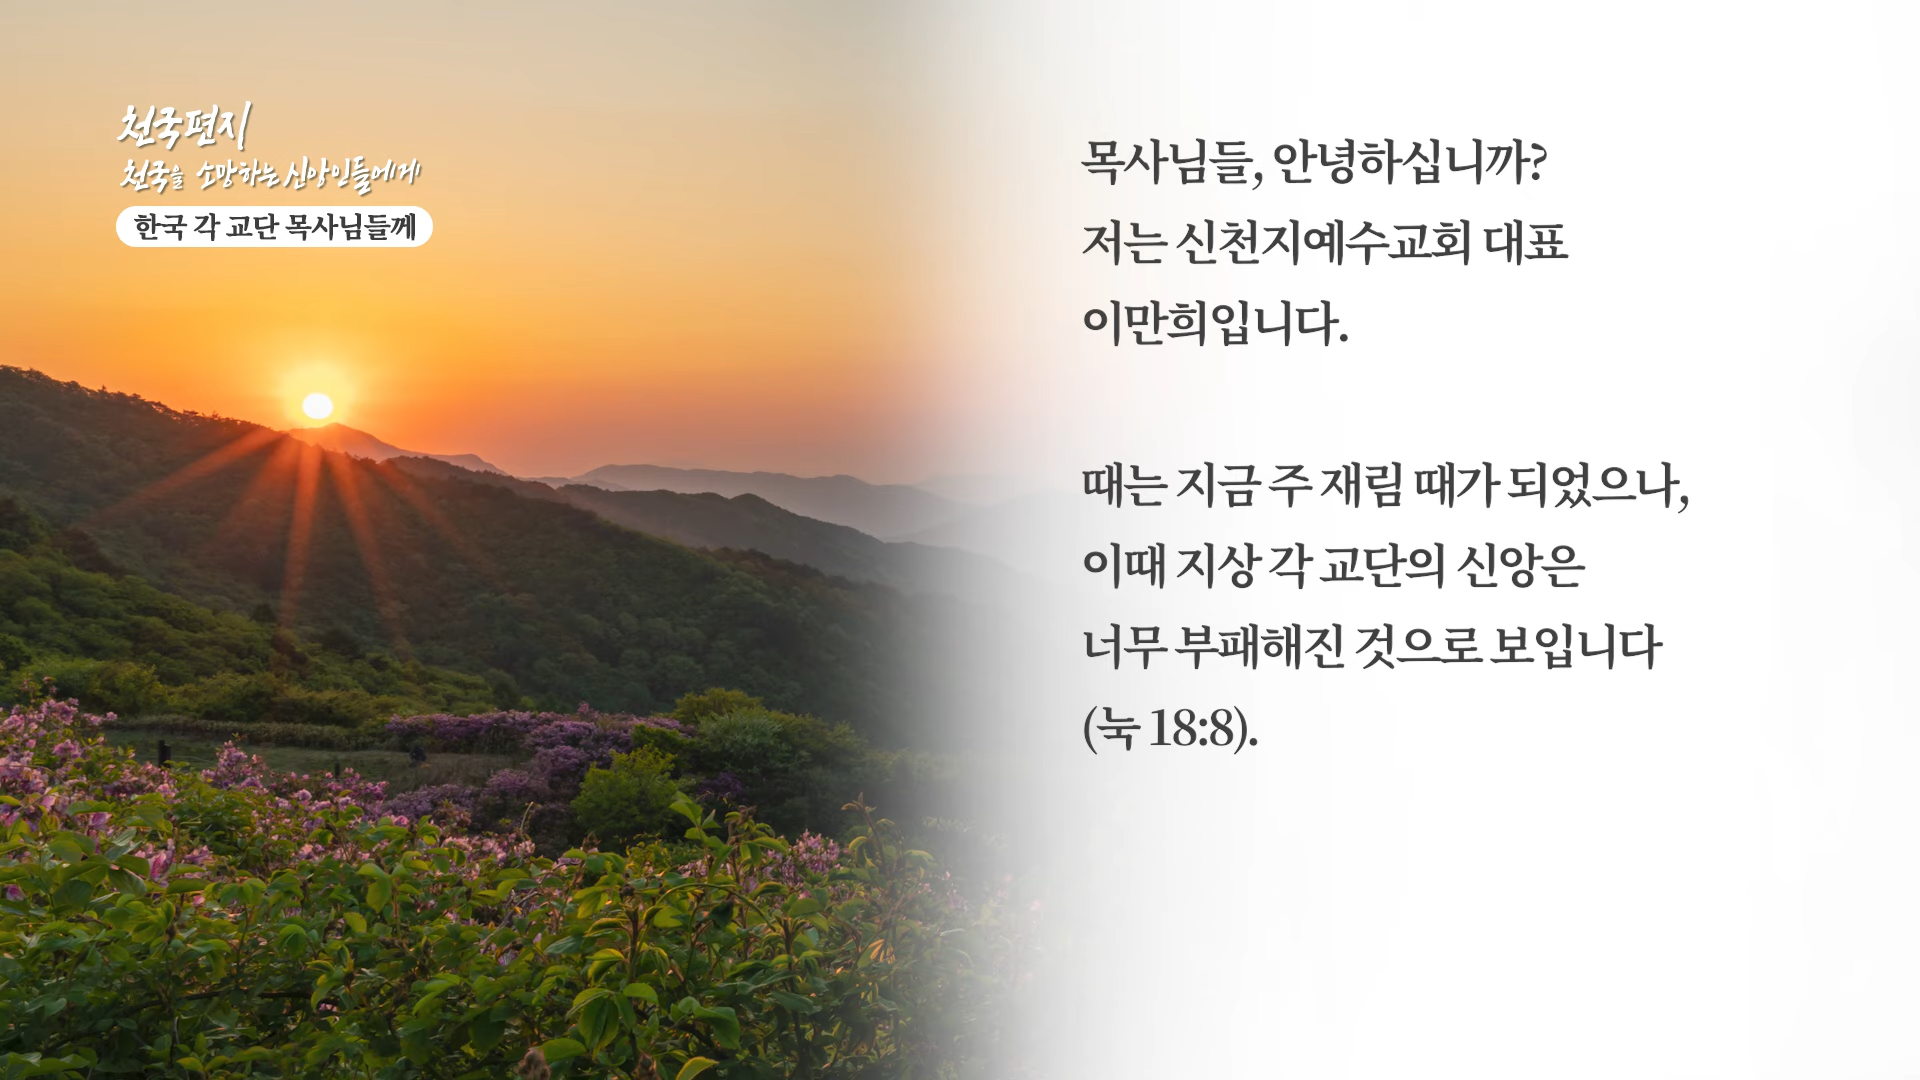 천국편지
천국을 소망하는 신앙인들에게
한국 각 교단 목사님들께
목사님들, 안녕하십니까?
저는 신천지예수교회 대표
이만희입니다.
때는 지금 주 재림 때가 되었으나,
이때 지상 각 교단의 신앙은
너무 부패해진 것으로 보입니다
(눅 18:8).